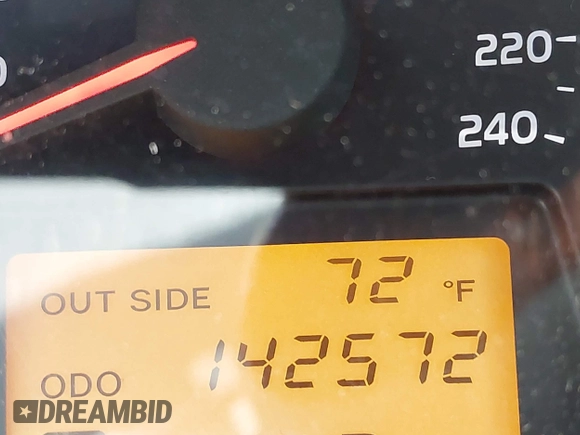 220
240
OUT SIDE 72 °F
ODO 142572
DREAMBID